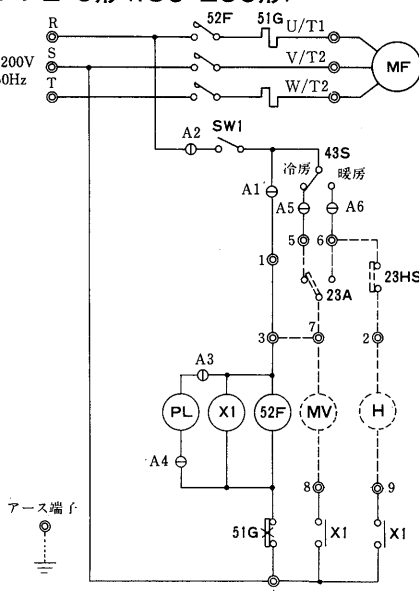 R 52F 51G U/T1
S V/T2 MF
200V
T W/T2
A2 SW1
43S
冷房 暖房
A1 A5 A6
5 6
1 23A 23HS
3 7 2
A3
PL X1 52F MV H
A4
8 9
アース端子
51G X1 X1